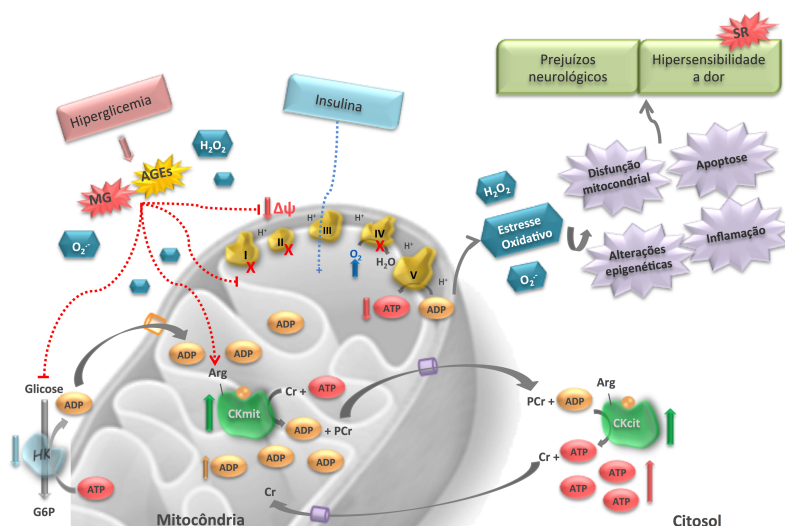 SR
Prejuízos
neurológicos
Hipersensibilidade
a dor
Hiperglicemia
Insulina
H2O2
AGEs
MG
O2·-
Δψ
H+
H+
H+
H+
H+
I
X
II
X
III
IV
X
V
O2
H2O
ATP
ADP
H2O2
Estresse
Oxidativo
O2·-
Disfunção
mitocondrial
Apoptose
Alterações
epigenéticas
Inflamação
ADP
ADP
ADP
ADP
Arg
Glicose
ADP
HK
ATP
G6P
CKmit
Cr +
ATP
ADP
+ PCr
ADP
ADP
ADP
ADP
Cr
Mitocôndria
PCr +
ADP
Arg
CKcit
Cr +
ATP
ATP
ATP
ATP
ATP
Citosol